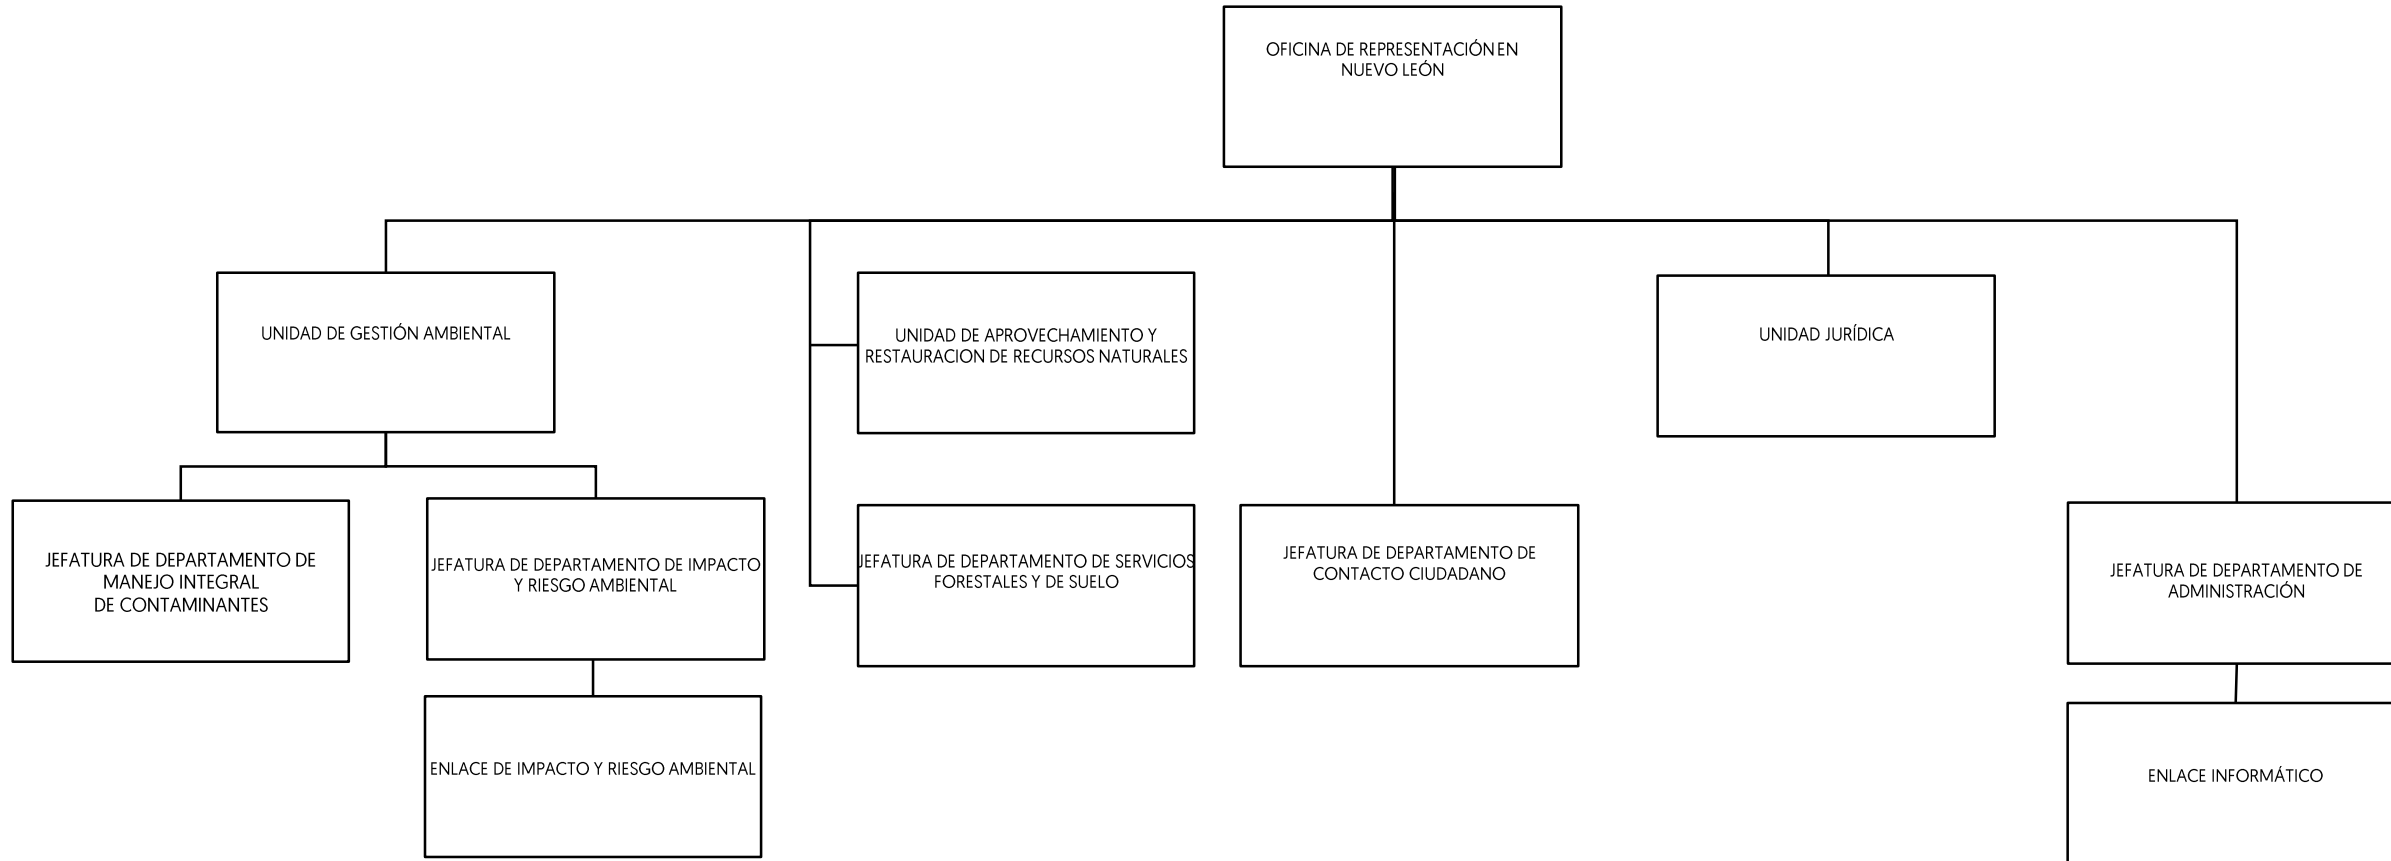 OFICINA DE REPRESENTACIÓN EN
NUEVO LEÓN
UNIDAD DE GESTIÓN AMBIENTAL
UNIDAD DE APROVECHAMIENTO Y
RESTAURACION DE RECURSOS NATURALES
UNIDAD JURÍDICA
JEFATURA DE DEPARTAMENTO DE
MANEJO INTEGRAL
DE CONTAMINANTES
JEFATURA DE DEPARTAMENTO DE IMPACTO
Y RIESGO AMBIENTAL
JEFATURA DE DEPARTAMENTO DE SERVICIOS
FORESTALES Y DE SUELO
JEFATURA DE DEPARTAMENTO DE
CONTACTO CIUDADANO
JEFATURA DE DEPARTAMENTO DE
ADMINISTRACIÓN
ENLACE DE IMPACTO Y RIESGO AMBIENTAL
ENLACE INFORMÁTICO